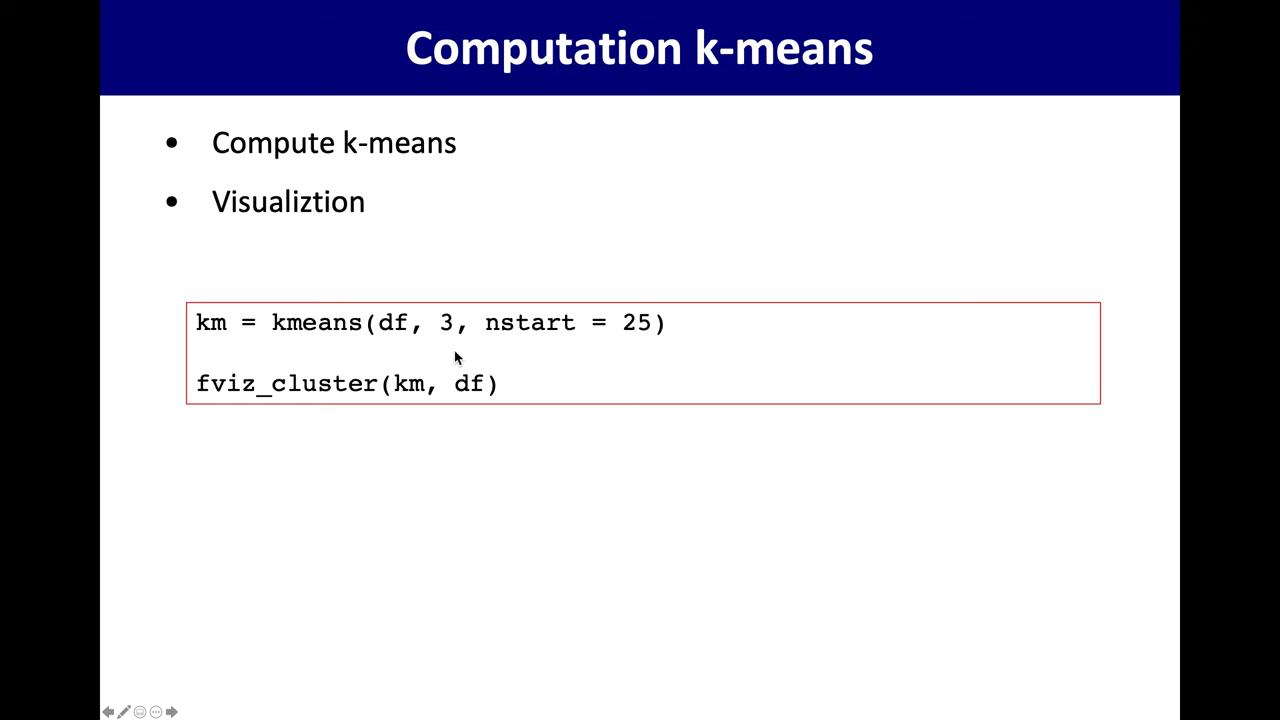 Computation k-means
• Compute k-means
• Visualiztion
km = kmeans(df, 3, nstart = 25)
fviz_cluster(km, df)